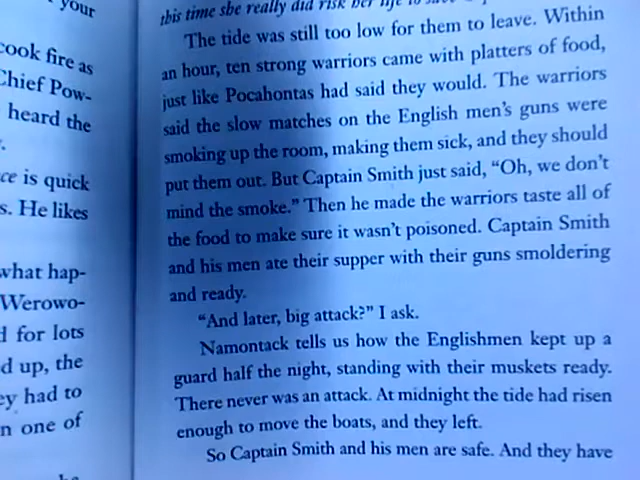 your
cook fire as
Chief Pow-
heard the
is quick
s. He likes
what hap-
Werowo-
for lots
d up, the
ey had to
n one of
this time she really did risk her life to
The tide was still too low for them to leave. Within
an hour, ten strong warriors came with platters of food,
just like Pocahontas had said they would. The warriors
said the slow matches on the English men's guns were
smoking up the room, making them sick, and they should
put them out. But Captain Smith just said, "Oh, we don't
mind the smoke." Then he made the warriors taste all of
the food to make sure it wasn't poisoned. Captain Smith
and his men ate their supper with their guns smoldering
and ready.
"And later, big attack?" I ask.
Namontack tells us how the Englishmen kept up a
guard half the night, standing with their muskets ready.
There never was an attack. At midnight the tide had risen
enough to move the boats, and they left.
So Captain Smith and his men are safe. And they have